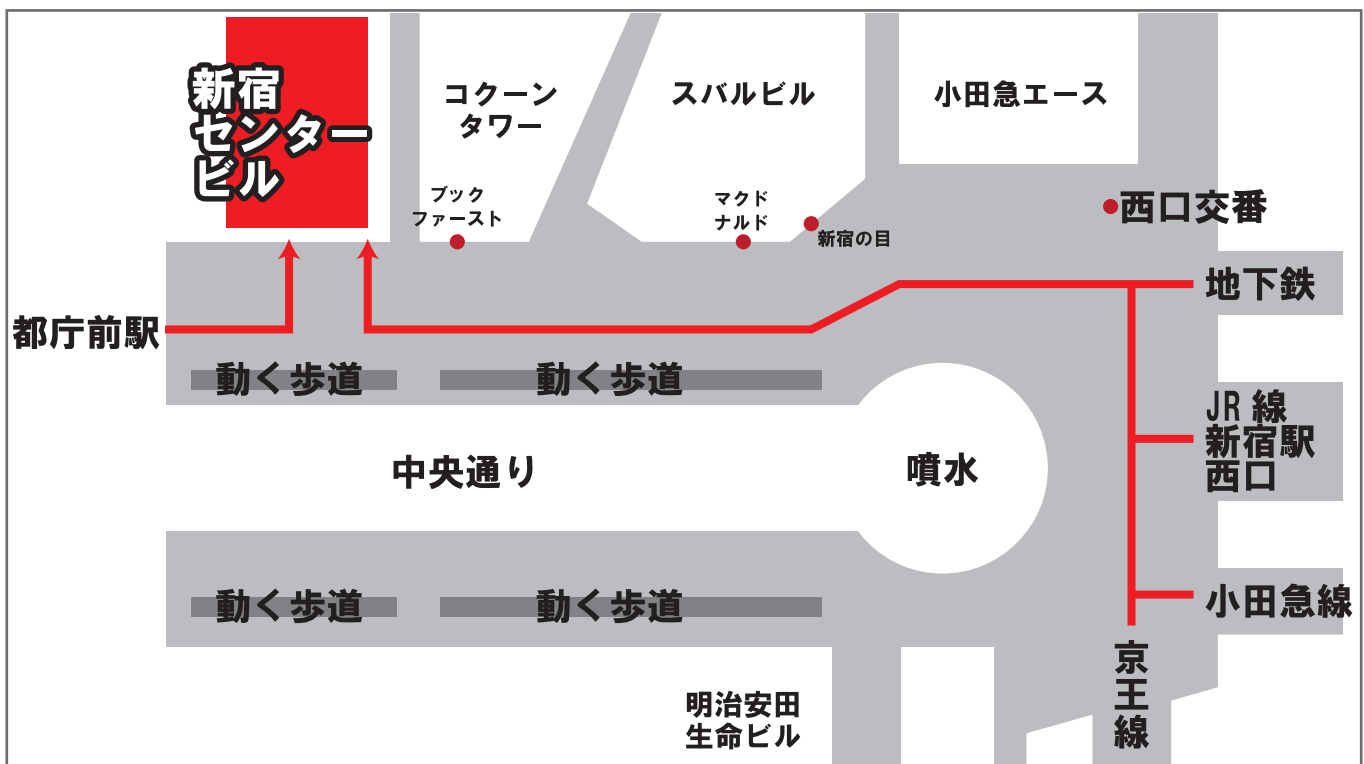 新宿
センター
ビル
コクーン
タワー
スバルビル
小田急エース
ブック
ファースト
マクド
ナルド
新宿の目
西口交番
地下鉄
都庁前駅
動く歩道
動く歩道
JR 線
新宿駅
西口
中央通り
噴水
動く歩道
動く歩道
小田急線
京王線
明治安田
生命ビル